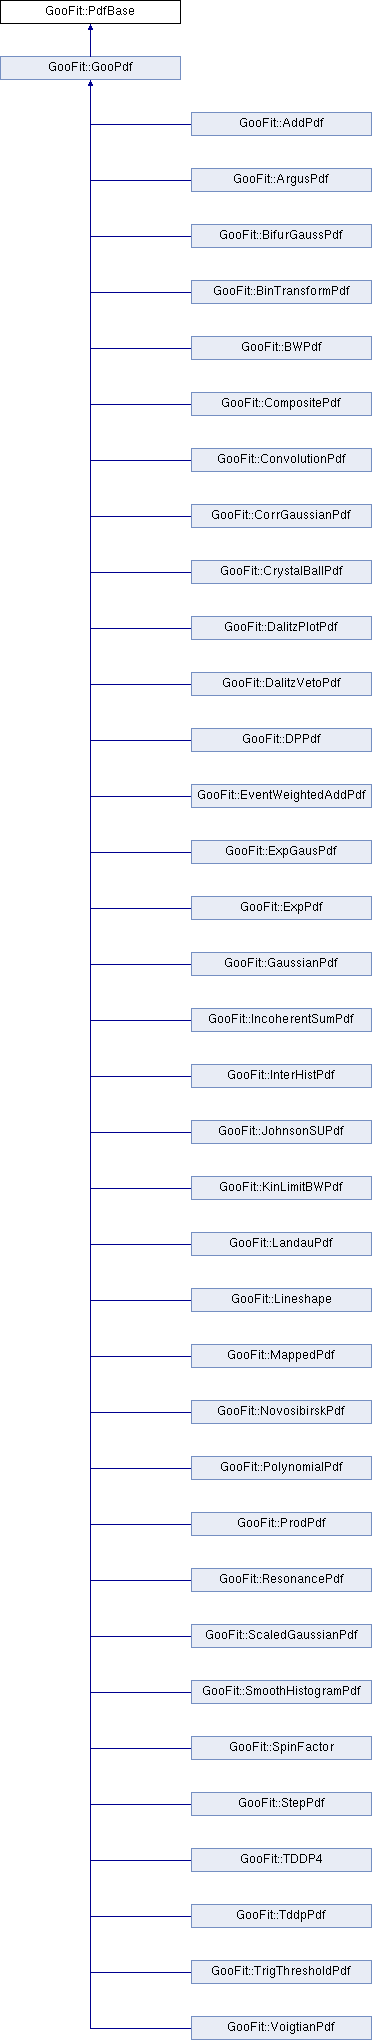 GooFit::PdfBase
GooFit::GooPdf
GooFit::AddPdf
GooFit::ArgusPdf
GooFit::BifurGaussPdf
GooFit::BinTransformPdf
GooFit::BWPdf
GooFit::CompositePdf
GooFit::ConvolutionPdf
GooFit::CorrGaussianPdf
GooFit::CrystalBallPdf
GooFit::DalitzPlotPdf
GooFit::DalitzVetoPdf
GooFit::DPPdf
GooFit::EventWeightedAddPdf
GooFit::ExpGausPdf
GooFit::ExpPdf
GooFit::GaussianPdf
GooFit::IncoherentSumPdf
GooFit::InterHistPdf
GooFit::JohnsonSUPdf
GooFit::KinLimitBWPdf
GooFit::LandauPdf
GooFit::Lineshape
GooFit::MappedPdf
GooFit::NovosibirskPdf
GooFit::PolynomialPdf
GooFit::ProdPdf
GooFit::ResonancePdf
GooFit::ScaledGaussianPdf
GooFit::SmoothHistogramPdf
GooFit::SpinFactor
GooFit::StepPdf
GooFit::TDDP4
GooFit::TddpPdf
GooFit::TrigThresholdPdf
GooFit::VoigtianPdf